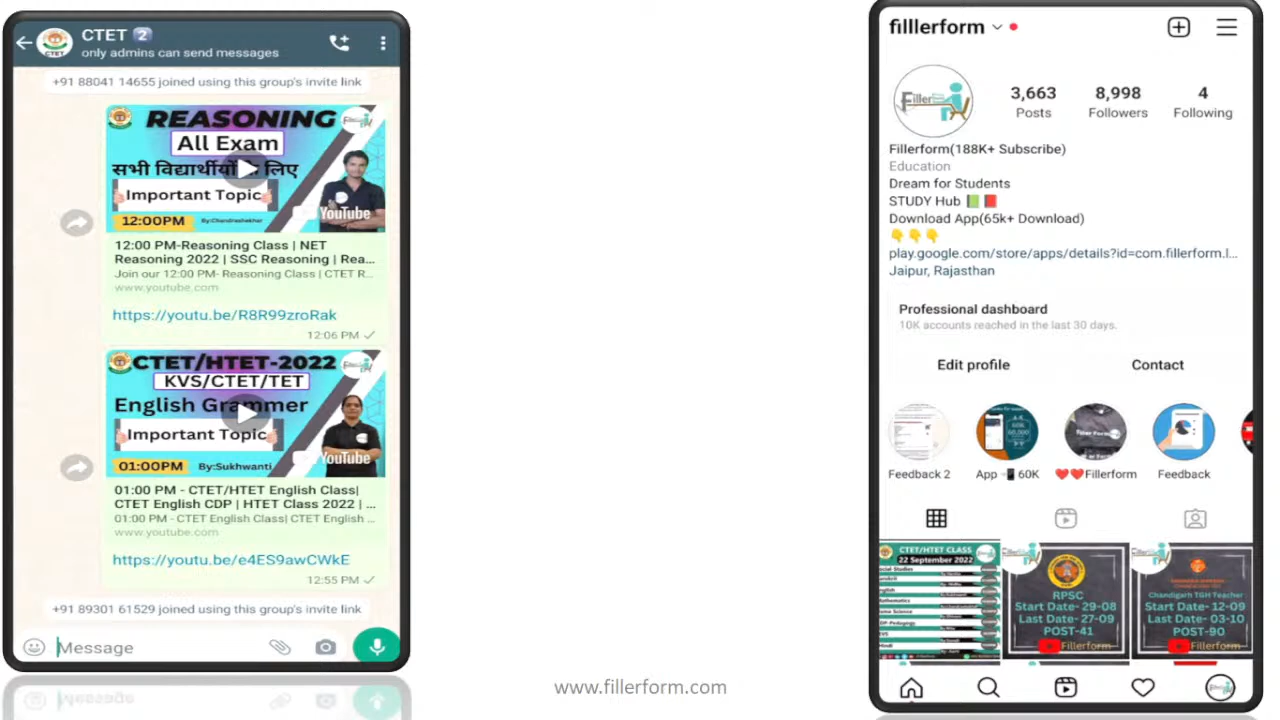 CTET 2
only admins can send messages
+91 88041 14655 joined using this group's invite link
REASONING
All Exam
सभी विद्यार्थीयों के लिए
Important Topic
12:00PM
By:Chandrashekhar
YouTube
12:00 PM-Reasoning Class | NET
Reasoning 2022 | SSC Reasoning | Rea...
Join our 12:00 PM- Reasoning Class | CTET R...
www.youtube.com
https://youtu.be/R8R99zroRak
12:06 PM
CTET/HTET-2022
KVS/CTET/TET
English Grammer
Important Topic
01:00PM
By:Sukhwanti
YouTube
01:00 PM - CTET/HTET English Class|
CTET English CDP | HTET Class 2022 | ...
01:00 PM - CTET English Class| CTET English ...
www.youtube.com
https://youtu.be/e4ES9awCWkE
12:55 PM
+91 89301 61529 joined using this group's invite link
Message
www.fillerform.com
filllerform
3,663 8,998 4
Posts Followers Following
Fillerform(188K+ Subscribe)
Education
Dream for Students
STUDY Hub
Download App(65k+ Download)
play.google.com/store/apps/details?id=com.fillerform.l...
Jaipur, Rajasthan
Professional dashboard
10K accounts reached in the last 30 days.
Edit profile Contact
Feedback 2 App 60K Fillerform Feedback
CTET/HTET CLASS
22 September 2022
RPSC
Start Date- 29-08
Last Date- 27-09
POST-41
Fillerform
Chandigarh TGH Teacher
Start Date- 12-09
Last Date- 03-10
POST-90
Fillerform